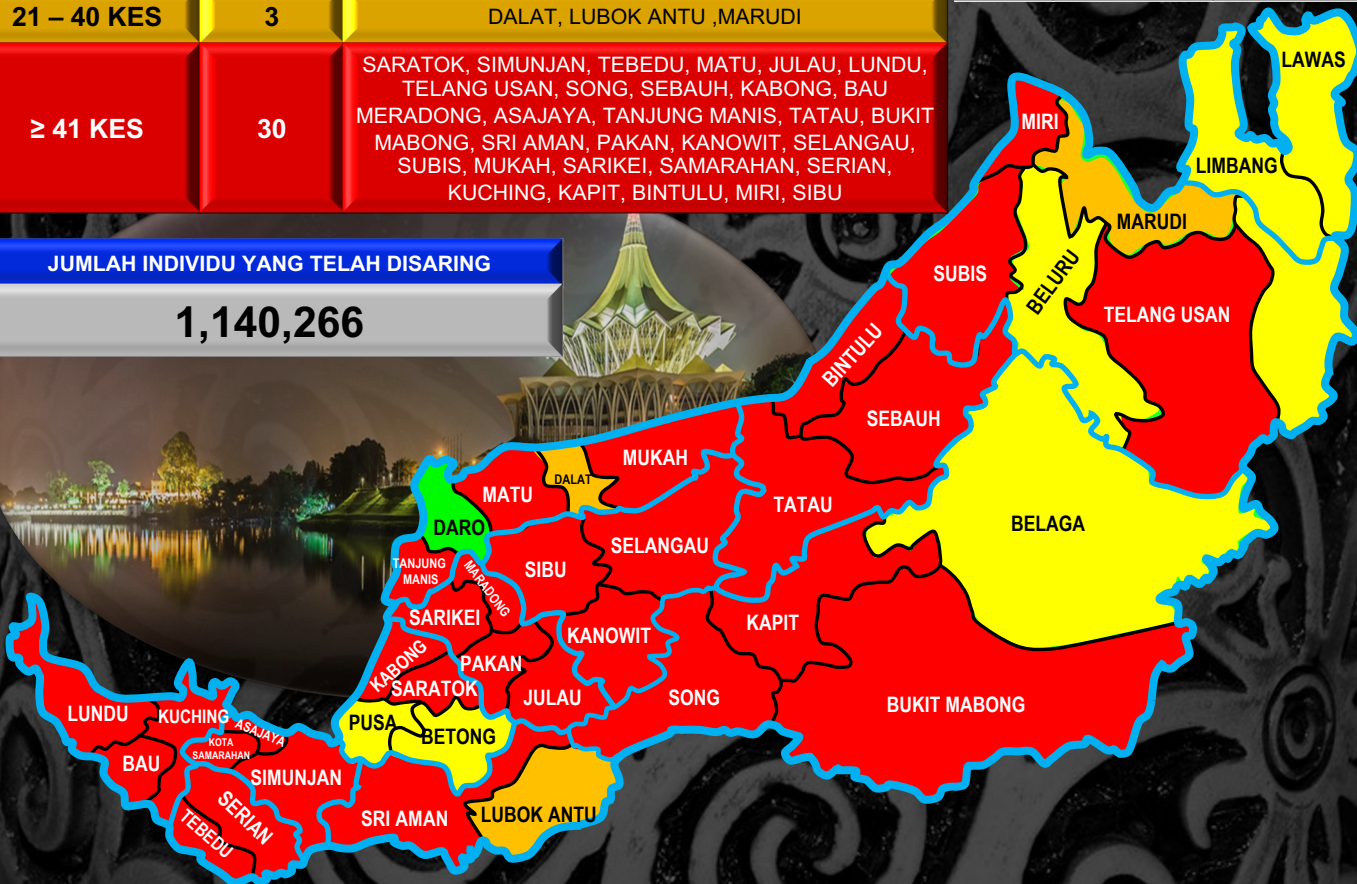 21 – 40 KES
3
DALAT, LUBOK ANTU ,MARUDI
≥ 41 KES
30
SARATOK, SIMUNJAN, TEBEDU, MATU, JULAU, LUNDU,
TELANG USAN, SONG, SEBAUH, KABONG, BAU
MERADONG, ASAJAYA, TANJUNG MANIS, TATAU, BUKIT
MABONG, SRI AMAN, PAKAN, KANOWIT, SELANGAU,
SUBIS, MUKAH, SARIKEI, SAMARAHAN, SERIAN,
KUCHING, KAPIT, BINTULU, MIRI, SIBU
JUMLAH INDIVIDU YANG TELAH DISARING
1,140,266
LAWAS
MIRI
LIMBANG
MARUDI
SUBIS
BELURU
TELANG USAN
BINTULU
SEBAUH
MUKAH
DALAT
MATU
TATAU
DARO
BELAGA
SELANGAU
TANJUNG
MANIS
MARADONG
SIBU
SARIKEI
KANOWIT
KAPIT
KABONG
PAKAN
SARATOK
JULAU
SONG
BUKIT MABONG
LUNDU
KUCHING
ASAJAYA
PUSA
BETONG
KOTA
SAMARAHAN
BAU
SIMUNJAN
SERIAN
TEBEDU
SRI AMAN
LUBOK ANTU